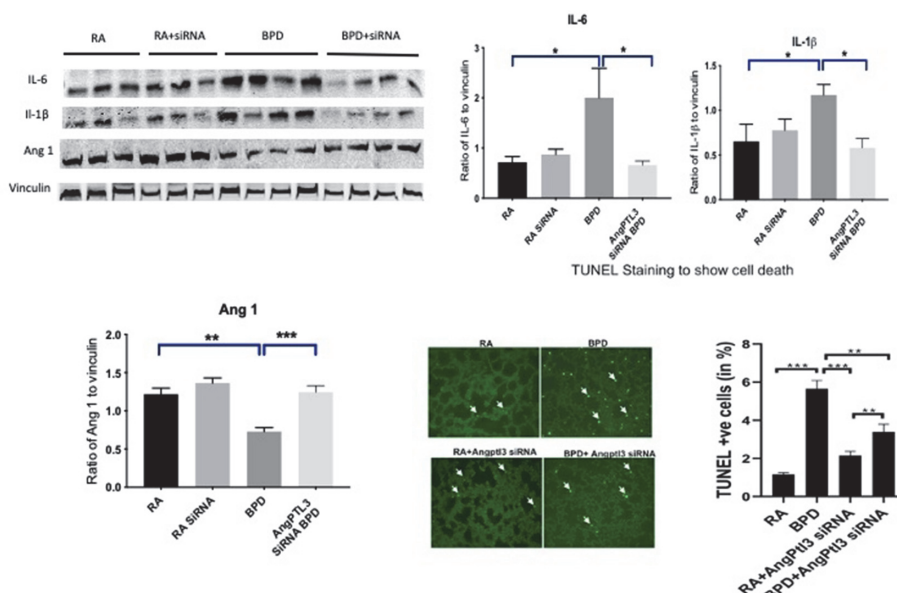 RA RA+siRNA BPD BPD+siRNA
IL-6
Il-1β
Ang 1
Vinculin
IL-6
Ratio of IL-6 to vinculin
3
2
1
0
* *
RA
RA SiRNA
BPD
AngPTL3
SiRNA BPD
IL-1β
Ratio of IL-1β to vinculin
1.5
1.0
0.5
0.0
* *
RA
RA SiRNA
BPD
AngPTL3
SiRNA BPD
TUNEL Staining to show cell death
Ang 1
Ratio of Ang 1 to vinculin
2.0
1.5
1.0
0.5
0.0
** ***
RA
RA SiRNA
BPD
AngPTL3
SiRNA BPD
RA BPD
RA+Angptl3 siRNA BPD+ Angptl3 siRNA
TUNEL +ve cells (in %)
8
6
4
2
0
**
*** ***
**
RA
BPD
RA+AngPtl3 siRNA
BPD+AngPtl3 siRNA